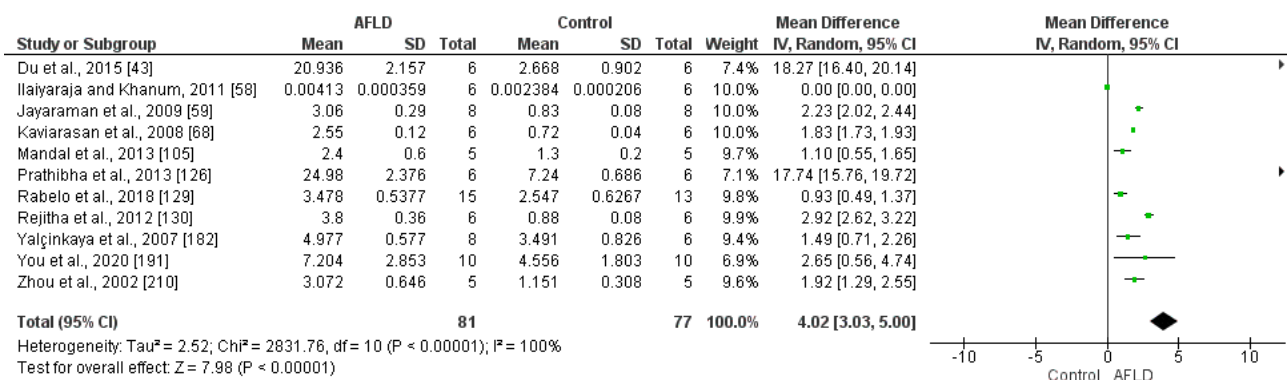 AFLD Control Mean Difference Mean Difference
Study or Subgroup Mean SD Total Mean SD Total Weight IV, Random, 95% CI IV, Random, 95% CI
Du et al., 2015 [43] 20.936 2.157 6 2.668 0.902 6 7.4% 18.27 [16.40, 20.14]
Ilaiyaraja and Khanum, 2011 [58] 0.00413 0.000359 6 0.002384 0.000206 6 10.0% 0.00 [0.00, 0.00]
Jayaraman et al., 2009 [59] 3.06 0.29 8 0.83 0.08 8 10.0% 2.23 [2.02, 2.44]
Kaviarasan et al., 2008 [68] 2.55 0.12 6 0.72 0.04 6 10.0% 1.83 [1.73, 1.93]
Mandal et al., 2013 [105] 2.4 0.6 5 1.3 0.2 5 9.7% 1.10 [0.55, 1.65]
Prathibha et al., 2013 [126] 24.98 2.376 6 7.24 0.686 6 7.1% 17.74 [15.76, 19.72]
Rabelo et al., 2018 [129] 3.478 0.5377 15 2.547 0.6267 13 9.8% 0.93 [0.49, 1.37]
Rejitha et al., 2012 [130] 3.8 0.36 6 0.88 0.08 6 9.9% 2.92 [2.62, 3.22]
Yalçinkaya et al., 2007 [182] 4.977 0.577 8 3.491 0.826 6 9.4% 1.49 [0.71, 2.26]
You et al., 2020 [191] 7.204 2.853 10 4.556 1.803 10 6.9% 2.65 [0.56, 4.74]
Zhou et al., 2002 [210] 3.072 0.646 5 1.151 0.308 5 9.6% 1.92 [1.29, 2.55]
Total (95% CI) 81 77 100.0% 4.02 [3.03, 5.00]
Heterogeneity: Tau² = 2.52; Chi² = 2831.76, df = 10 (P < 0.00001); I² = 100%
Test for overall effect: Z = 7.98 (P < 0.00001)
-10 -5 0 5 10
Control AFLD